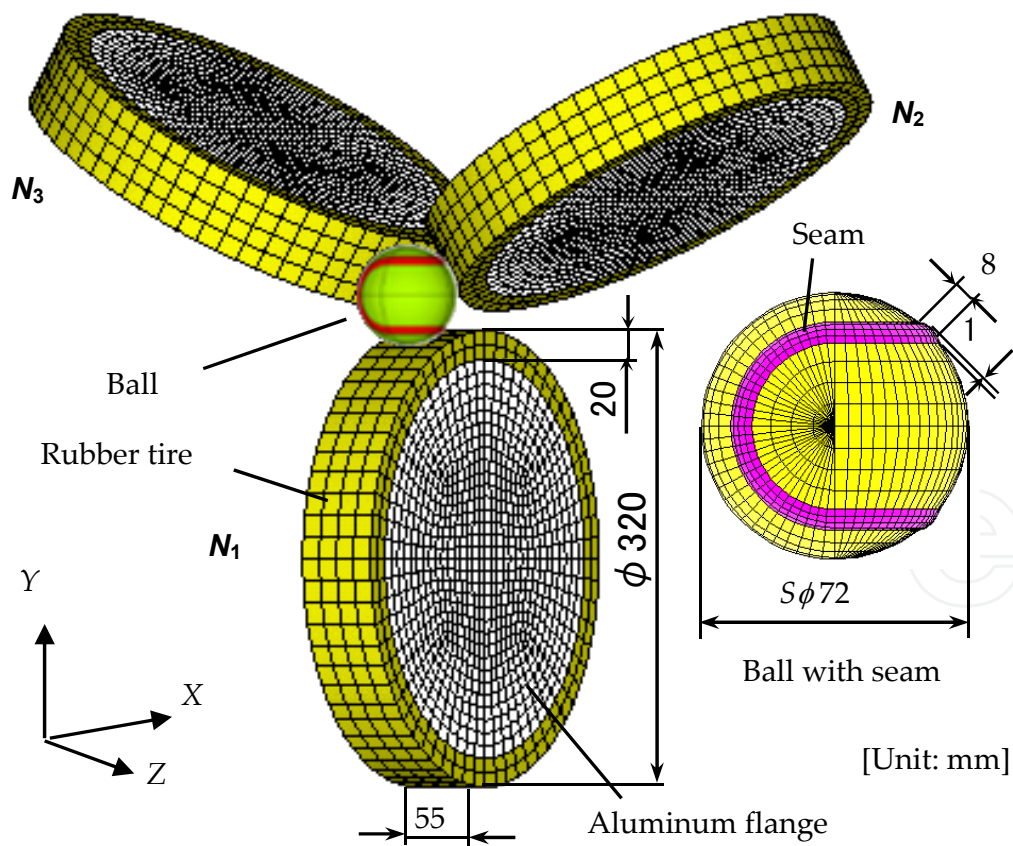 N2
N3
Seam
8
1
Ball
20
Rubber tire
N1
ϕ320
Y
Sϕ72
Ball with seam
X
Z
[Unit: mm]
55
Aluminum flange